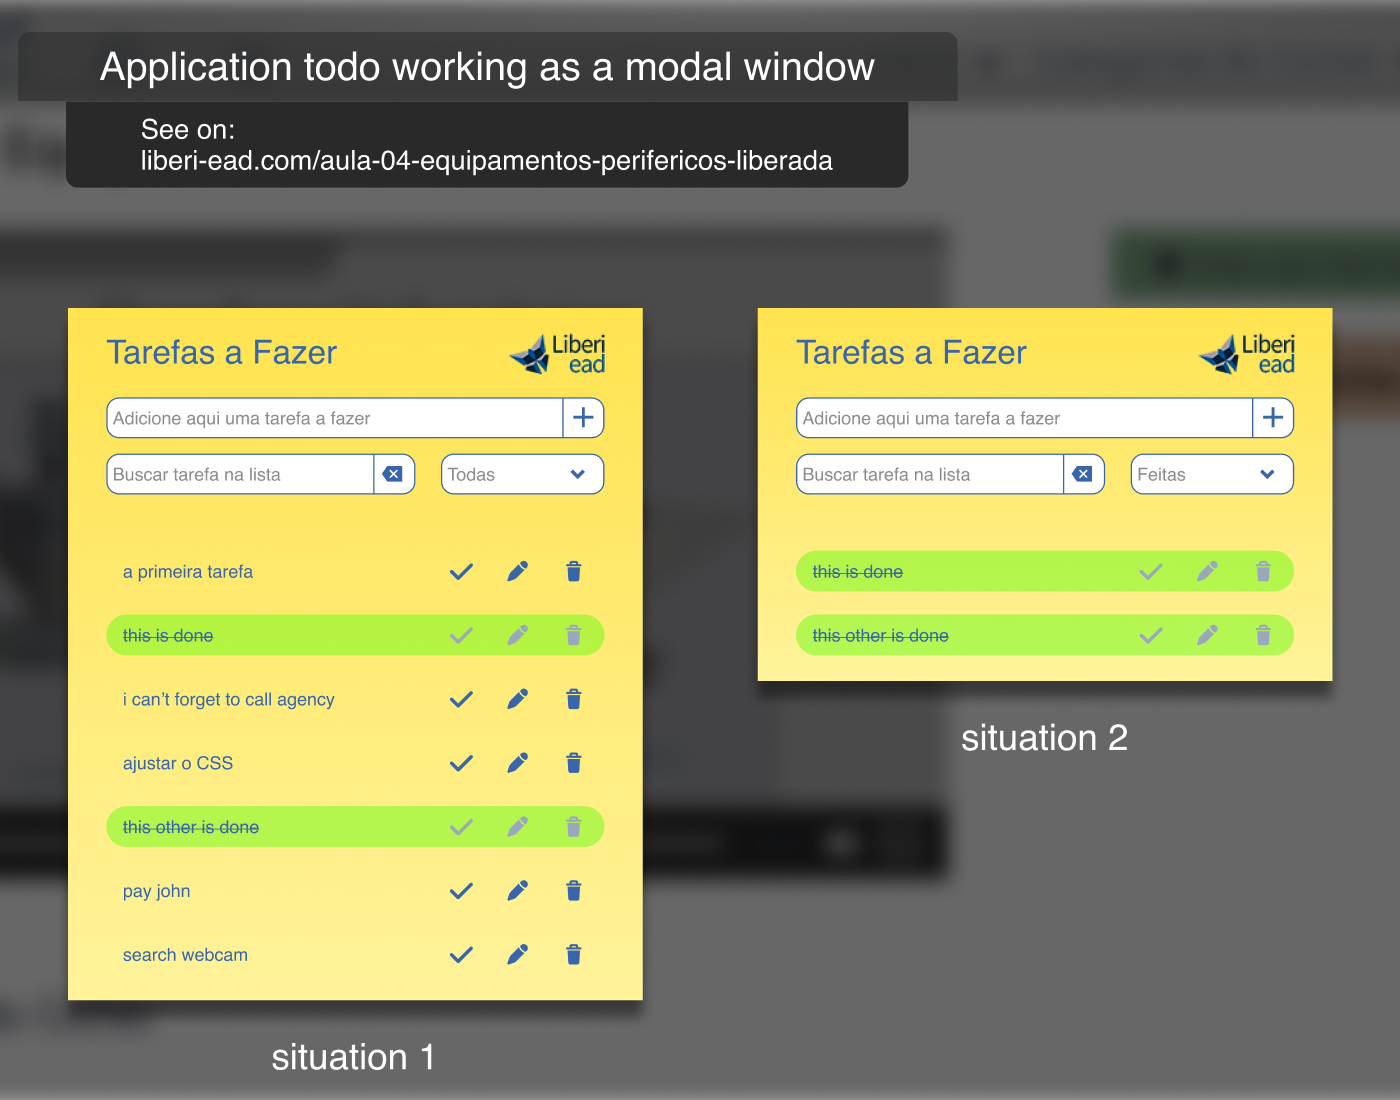 Application todo working as a modal window
See on:
liberi-ead.com/aula-04-equipamentos-perifericos-liberada
Tarefas a Fazer
Liberi
ead
Adicione aqui uma tarefa a fazer
Buscar tarefa na lista
Todas
a primeira tarefa
this is done
i can't forget to call agency
ajustar o CSS
this other is done
pay john
search webcam
situation 1
Tarefas a Fazer
Liberi
ead
Adicione aqui uma tarefa a fazer
Buscar tarefa na lista
Feitas
this is done
this other is done
situation 2